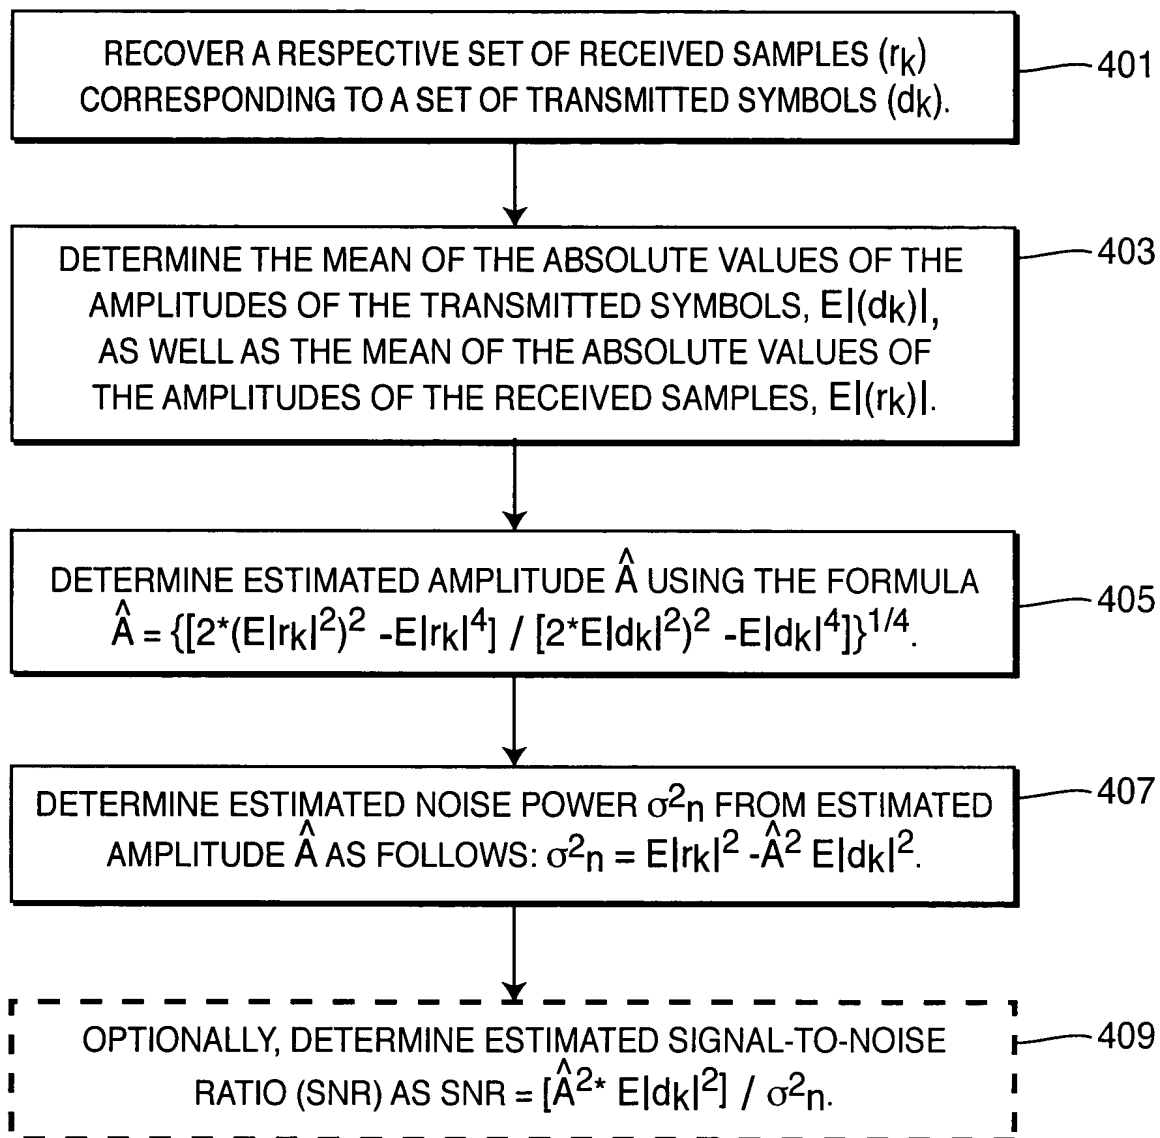 RECOVER A RESPECTIVE SET OF RECEIVED SAMPLES (rk)
CORRESPONDING TO A SET OF TRANSMITTED SYMBOLS (dk).
401
DETERMINE THE MEAN OF THE ABSOLUTE VALUES OF THE
AMPLITUDES OF THE TRANSMITTED SYMBOLS, E|(dk)|,
AS WELL AS THE MEAN OF THE ABSOLUTE VALUES OF
THE AMPLITUDES OF THE RECEIVED SAMPLES, E|(rk)|.
403
DETERMINE ESTIMATED AMPLITUDE Â USING THE FORMULA
Â = {[2*(E|rk|²)² -E|rk|⁴] / [2*E|dk|²)² -E|dk|⁴]}¹/⁴.
405
DETERMINE ESTIMATED NOISE POWER σ²n FROM ESTIMATED
AMPLITUDE Â AS FOLLOWS: σ²n = E|rk|² -Â² E|dk|².
407
OPTIONALLY, DETERMINE ESTIMATED SIGNAL-TO-NOISE
RATIO (SNR) AS SNR = [Â²* E|dk|²] / σ²n.
409